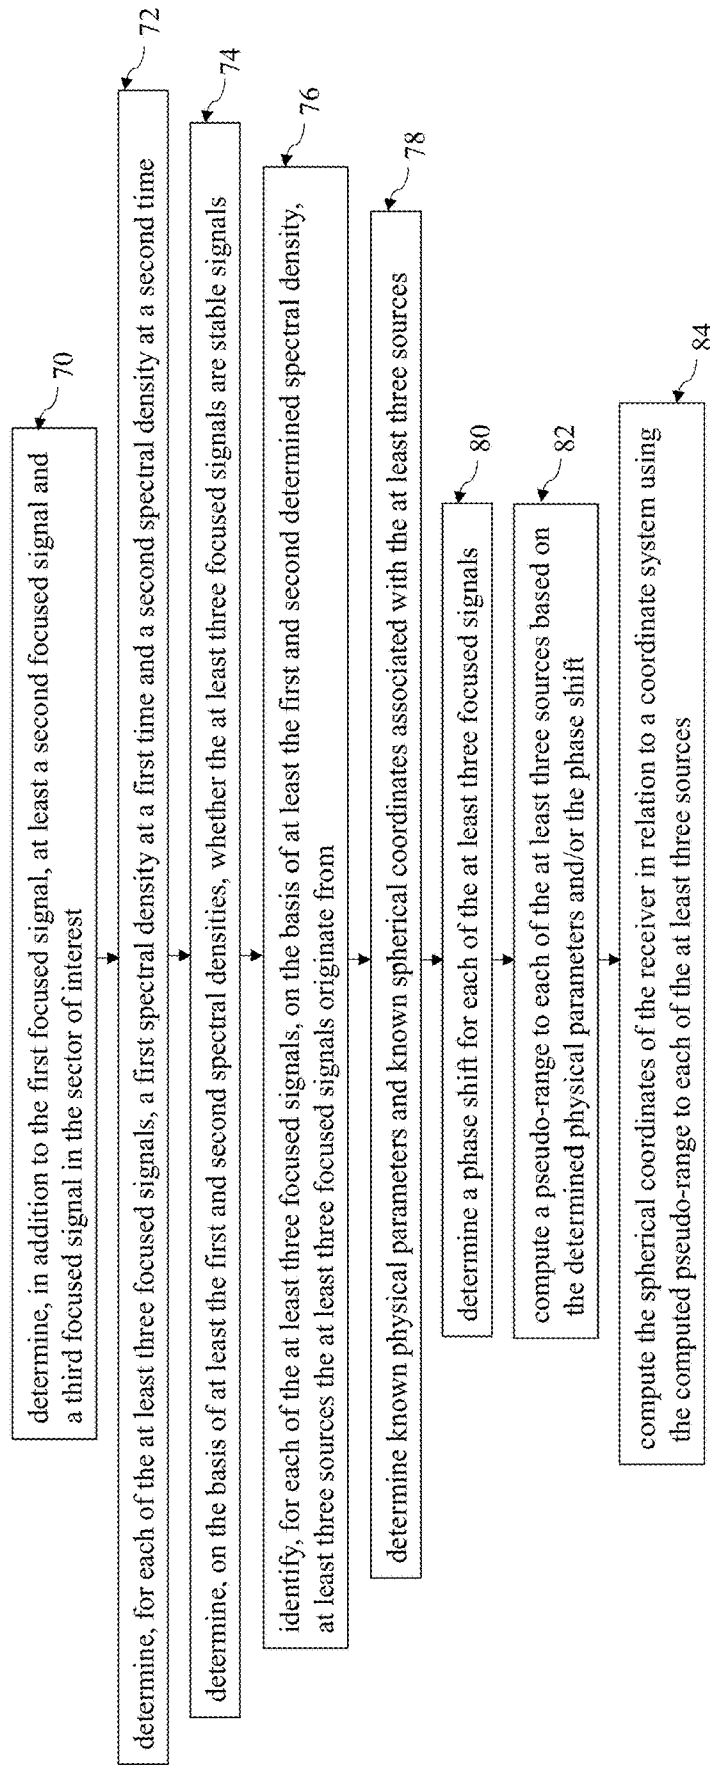 determine, in addition to the first focused signal, at least a second focused signal and
a third focused signal in the sector of interest
70
determine, for each of the at least three focused signals, a first spectral density at a first time and a second spectral density at a second time
72
determine, on the basis of at least the first and second spectral densities, whether the at least three focused signals are stable signals
74
identify, for each of the at least three focused signals, on the basis of at least the first and second determined spectral density,
at least three sources the at least three focused signals originate from
76
determine known physical parameters and known spherical coordinates associated with the at least three sources
78
determine a phase shift for each of the at least three focused signals
80
compute a pseudo-range to each of the at least three sources based on
the determined physical parameters and/or the phase shift
82
compute the spherical coordinates of the receiver in relation to a coordinate system using
the computed pseudo-range to each of the at least three sources
84